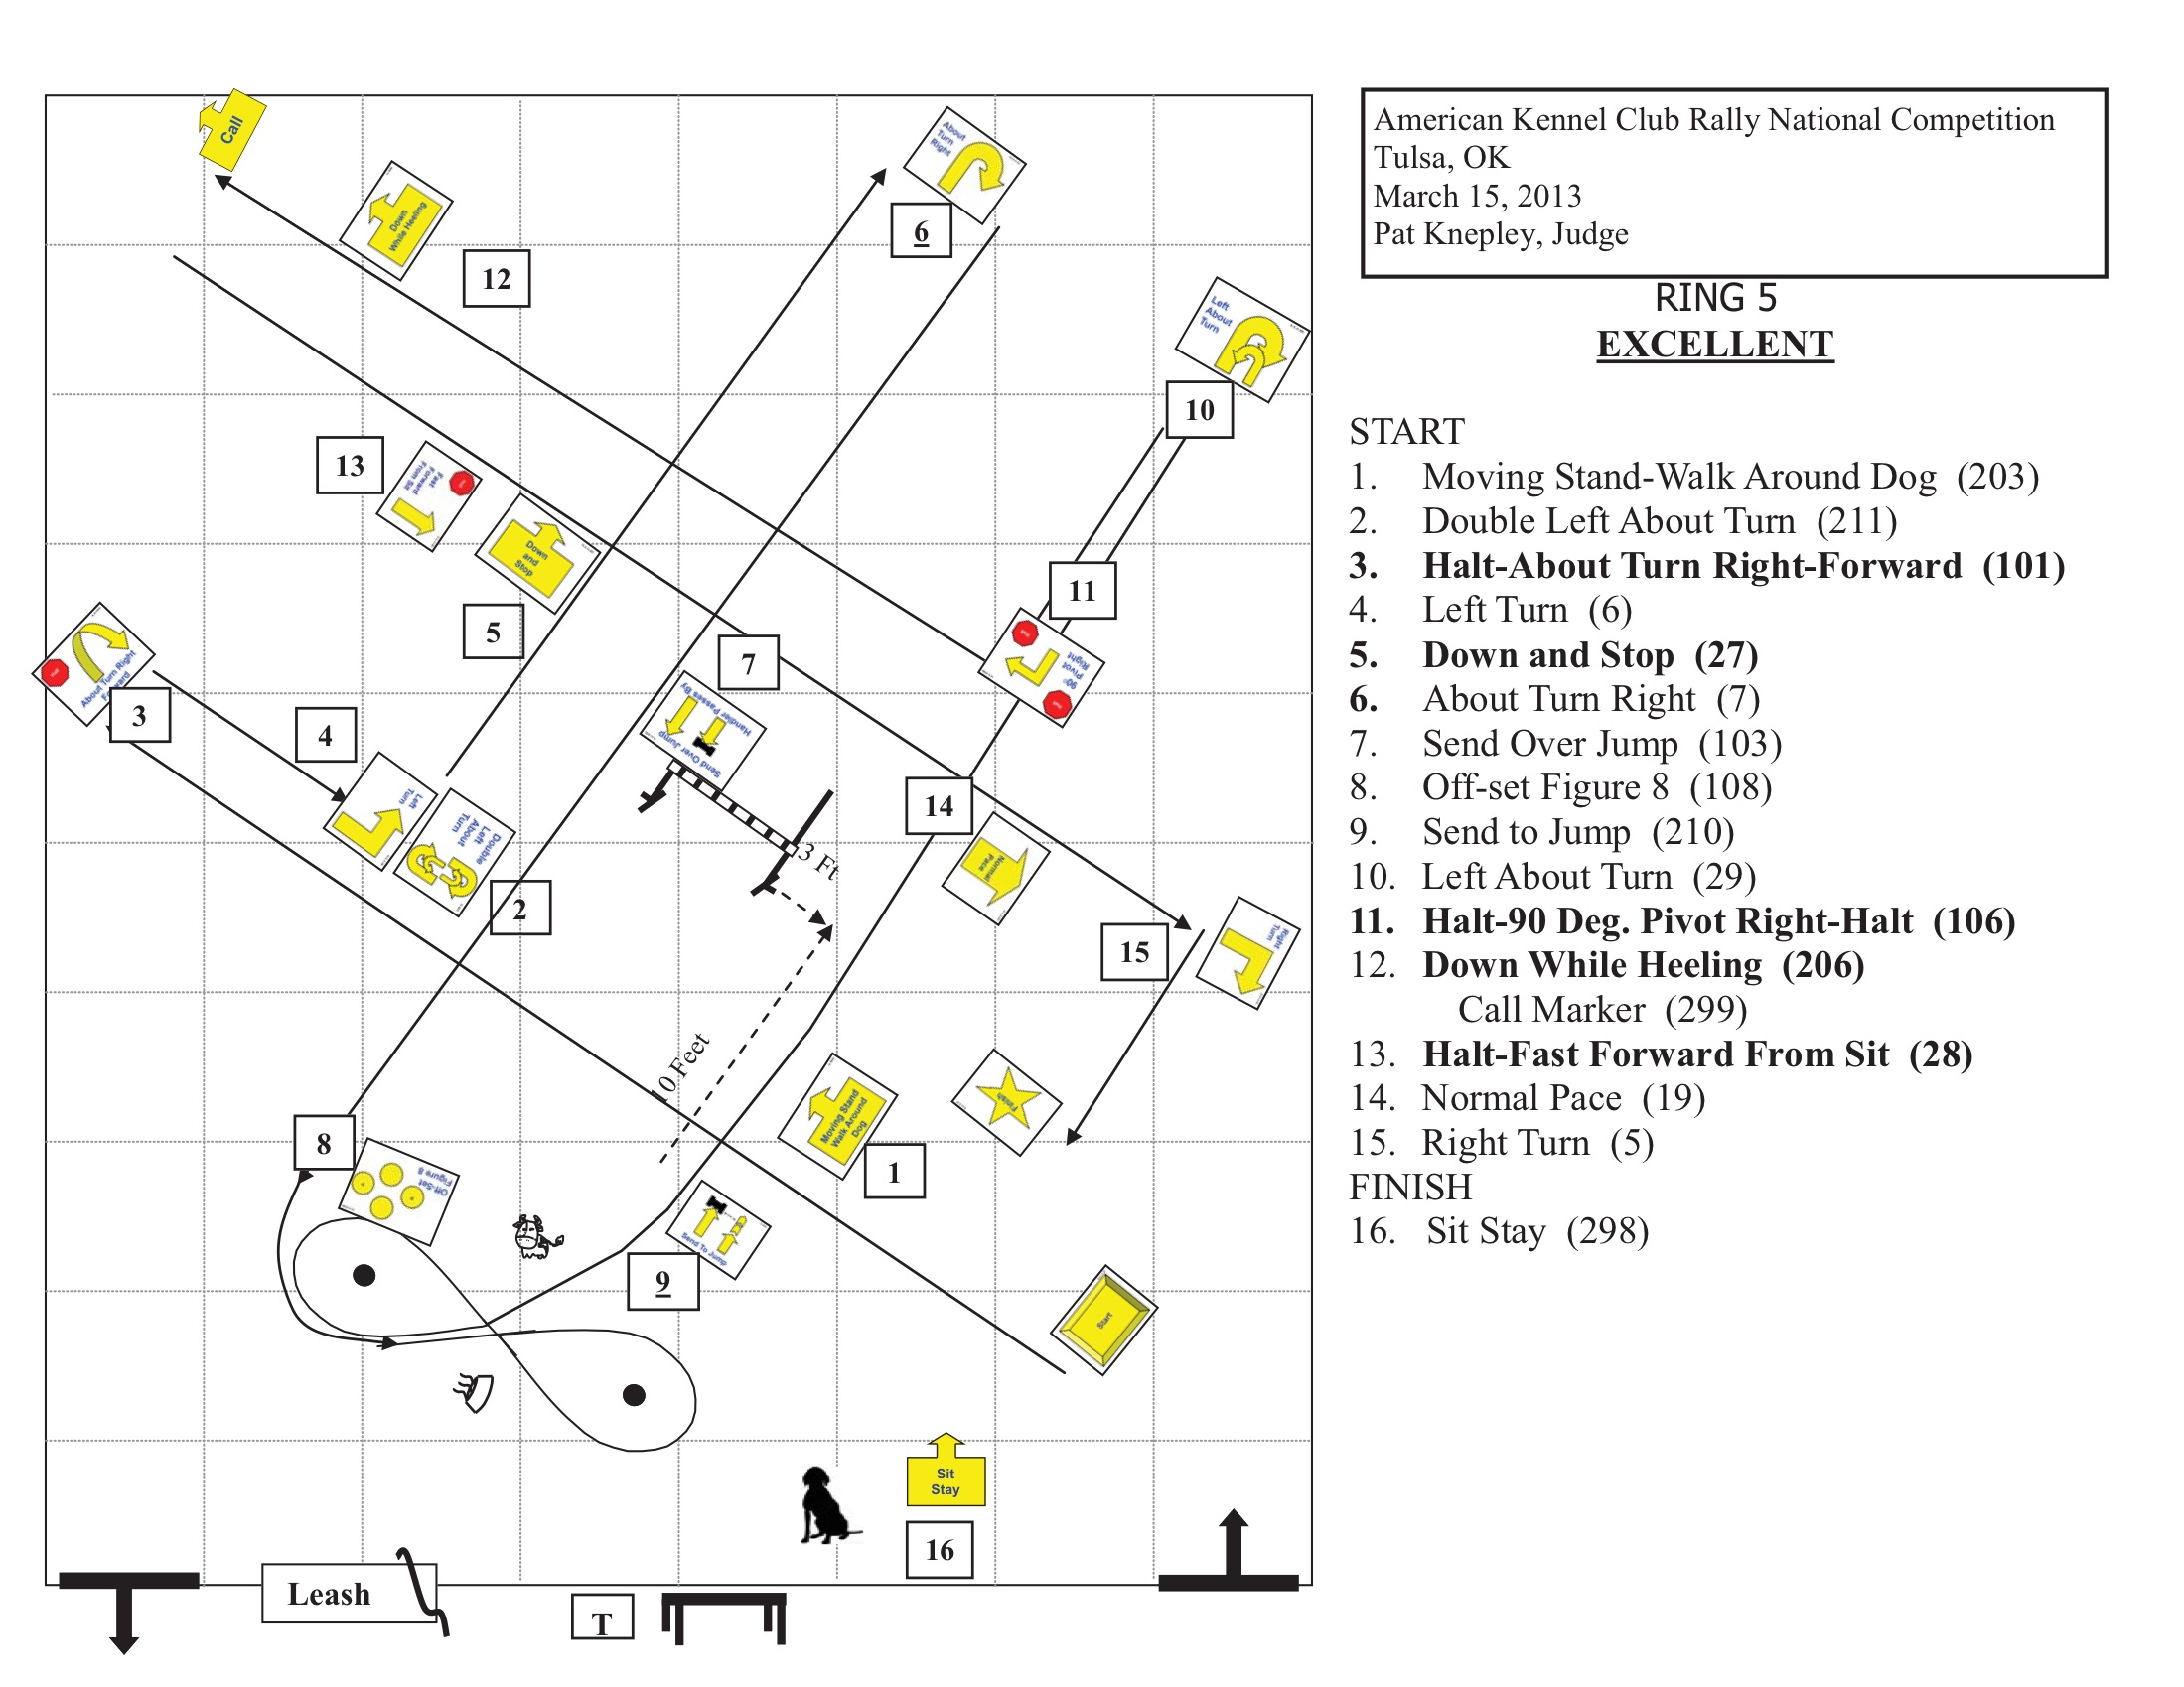 American Kennel Club Rally National Competition
Tulsa, OK
March 15, 2013
Pat Knepley, Judge
RING 5
EXCELLENT
START
1. Moving Stand-Walk Around Dog (203)
2. Double Left About Turn (211)
3. Halt-About Turn Right-Forward (101)
4. Left Turn (6)
5. Down and Stop (27)
6. About Turn Right (7)
7. Send Over Jump (103)
8. Off-set Figure 8 (108)
9. Send to Jump (210)
10. Left About Turn (29)
11. Halt-90 Deg. Pivot Right-Halt (106)
12. Down While Heeling (206)
Call Marker (299)
13. Halt-Fast Forward From Sit (28)
14. Normal Pace (19)
15. Right Turn (5)
FINISH
16. Sit Stay (298)
Call
Down
While Heeling
12
About
Turn
Right
6
Left
About
Turn
10
13
Fast
Forward
From Sit
Down
and
Stop
5
11
90°
Pivot
Right
About Turn Right
Forward
3
4
Left
Turn
Double
Left
About
Turn
2
7
Send Over Jump
Handler Passes By
3 Ft
10 Feet
14
Normal
Pace
15
Right
Turn
Moving Stand
Walk Around
Dog
1
Finish
8
Off-Set
Figure 8
Send To Jump
9
Start
Sit
Stay
16
Leash
T